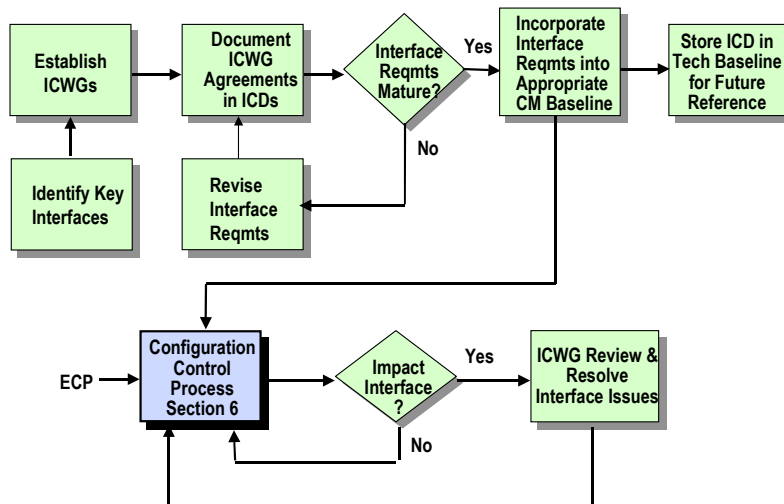 Establish
ICWGs
Document
ICWG
Agreements
in ICDs
Interface
Reqmts
Mature?
Yes
Incorporate
Interface
Reqmts into
Appropriate
CM Baseline
Store ICD in
Tech Baseline
for Future
Reference
No
Identify Key
Interfaces
Revise
Interface
Reqmts
ECP
Configuration
Control
Process
Section 6
Impact
Interface
?
Yes
ICWG Review &
Resolve
Interface Issues
No